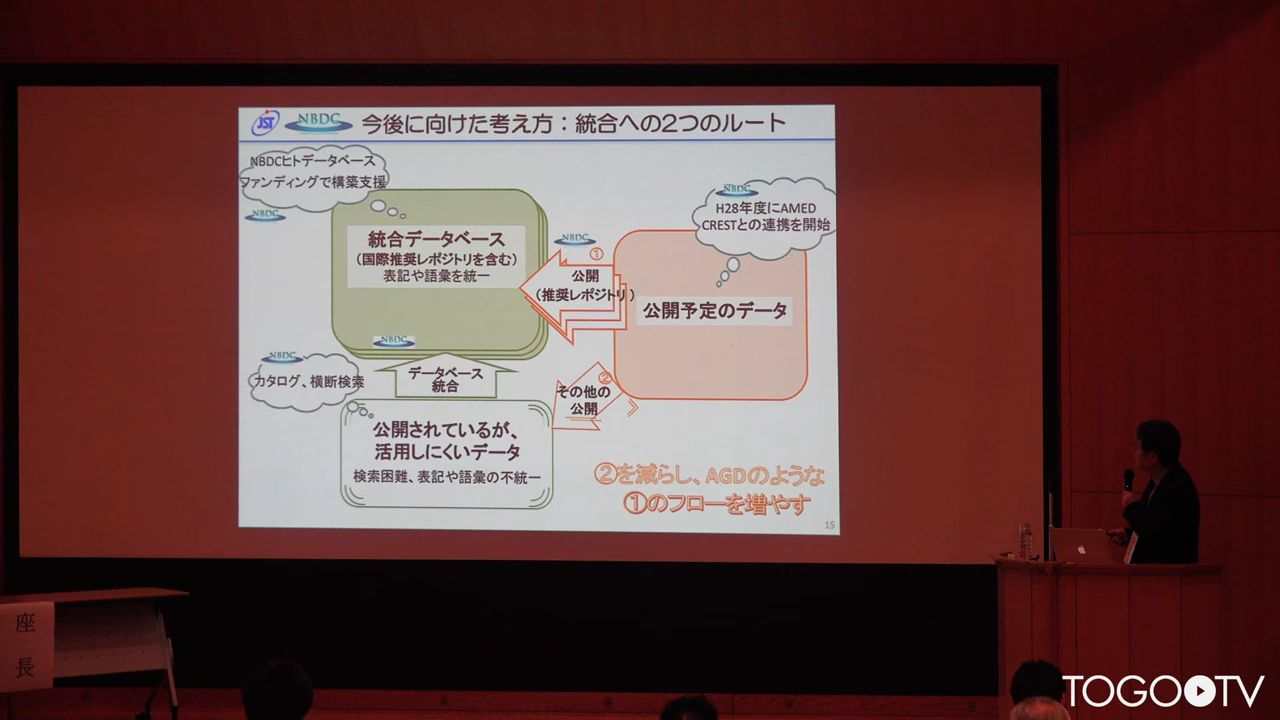 JST NBDC 今後に向けた考え方：統合への2つのルート
NBDCヒトデータベース
ファンディングで構築支援
NBDC
統合データベース
（国際推奨レポジトリを含む）
表記や語彙を統一
NBDC
NBDC
①
公開
（推奨レポジトリ）
NBDC
H28年度にAMED
CRESTとの連携を開始
公開予定のデータ
NBDC
カタログ、横断検索
データベース
統合
②
その他の
公開
公開されているが、
活用しにくいデータ
検索困難、表記や語彙の不統一
②を減らし、AGDのような
①のフローを増やす
15
座
長
TOGOTV